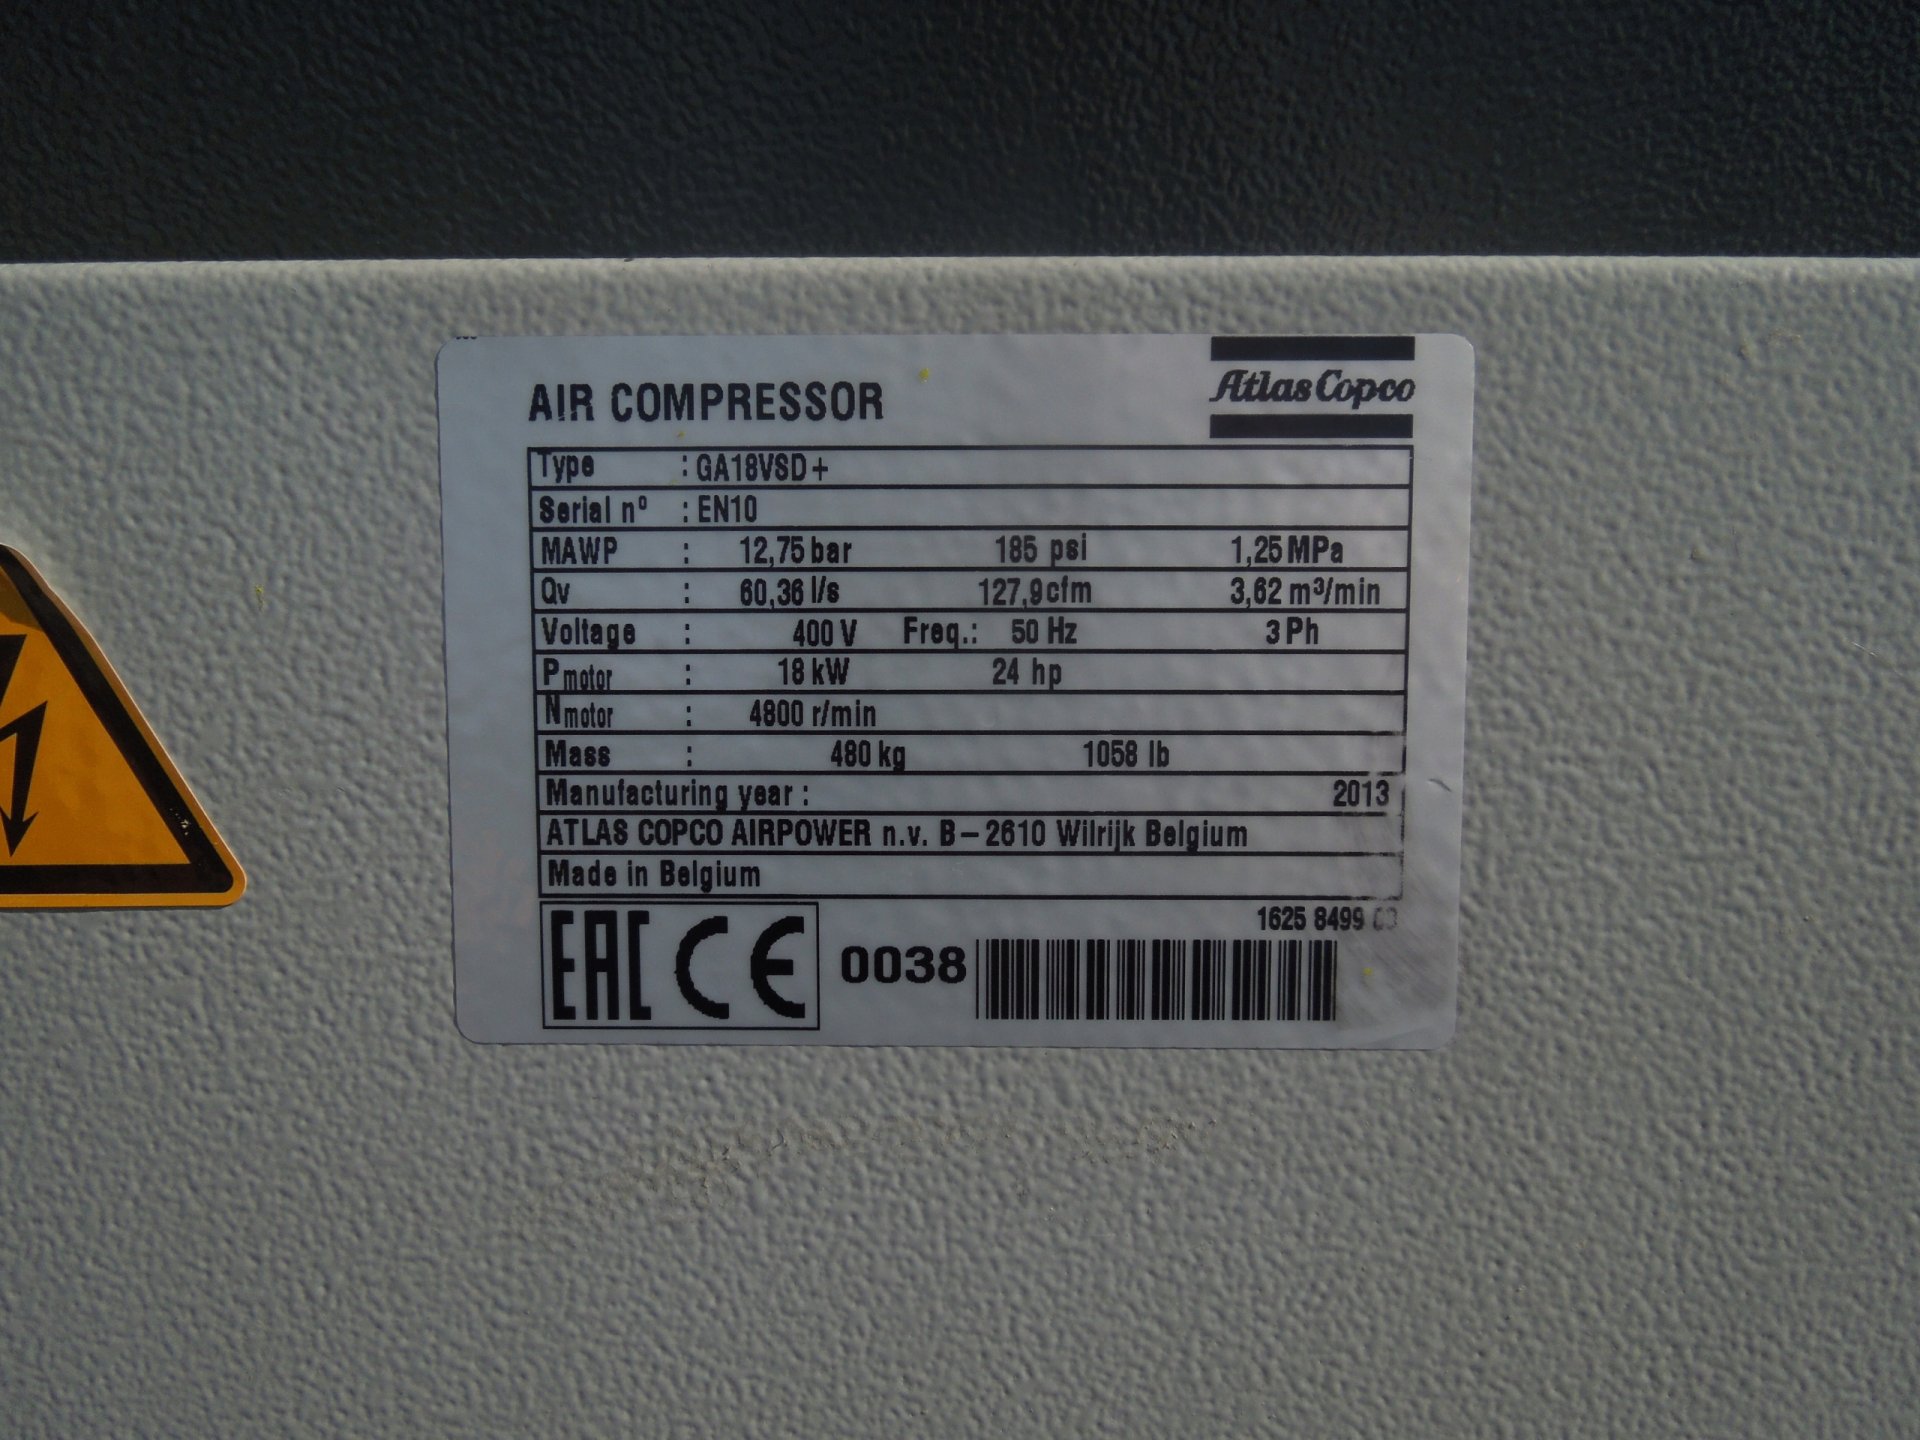 AIR COMPRESSOR
Atlas Copco
Type : GA18VSD+
Serial nº : EN10
MAWP : 12,75 bar 185 psi 1,25 MPa
Qv : 60,36 l/s 127,9 cfm 3,62 m³/min
Voltage : 400 V Freq.: 50 Hz 3 Ph
P motor : 18 kW 24 hp
N motor : 4800 r/min
Mass : 480 kg 1058 lb
Manufacturing year : 2013
ATLAS COPCO AIRPOWER n.v. B-2610 Wilrijk Belgium
Made in Belgium
1625 8499
EAC CE 0038